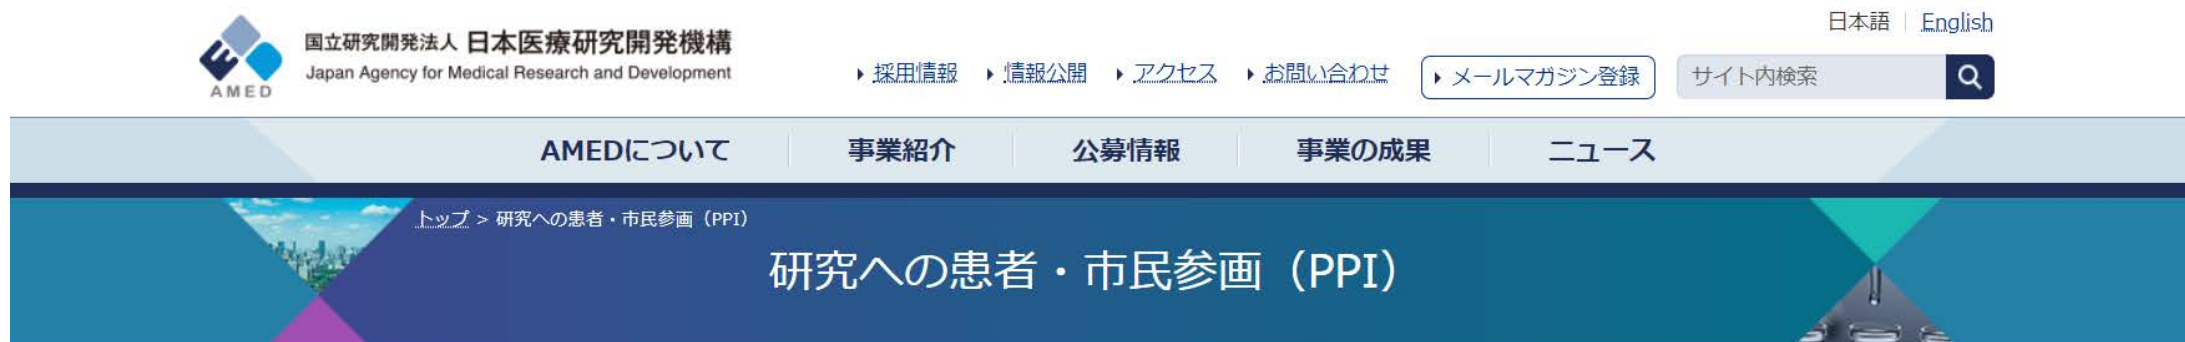 日本語 | English
AMED
国立研究開発法人 日本医療研究開発機構
Japan Agency for Medical Research and Development
採用情報 情報公開 アクセス お問い合わせ メールマガジン登録 サイト内検索
AMEDについて 事業紹介 公募情報 事業の成果 ニュース
トップ > 研究への患者・市民参画（PPI）
研究への患者・市民参画（PPI）